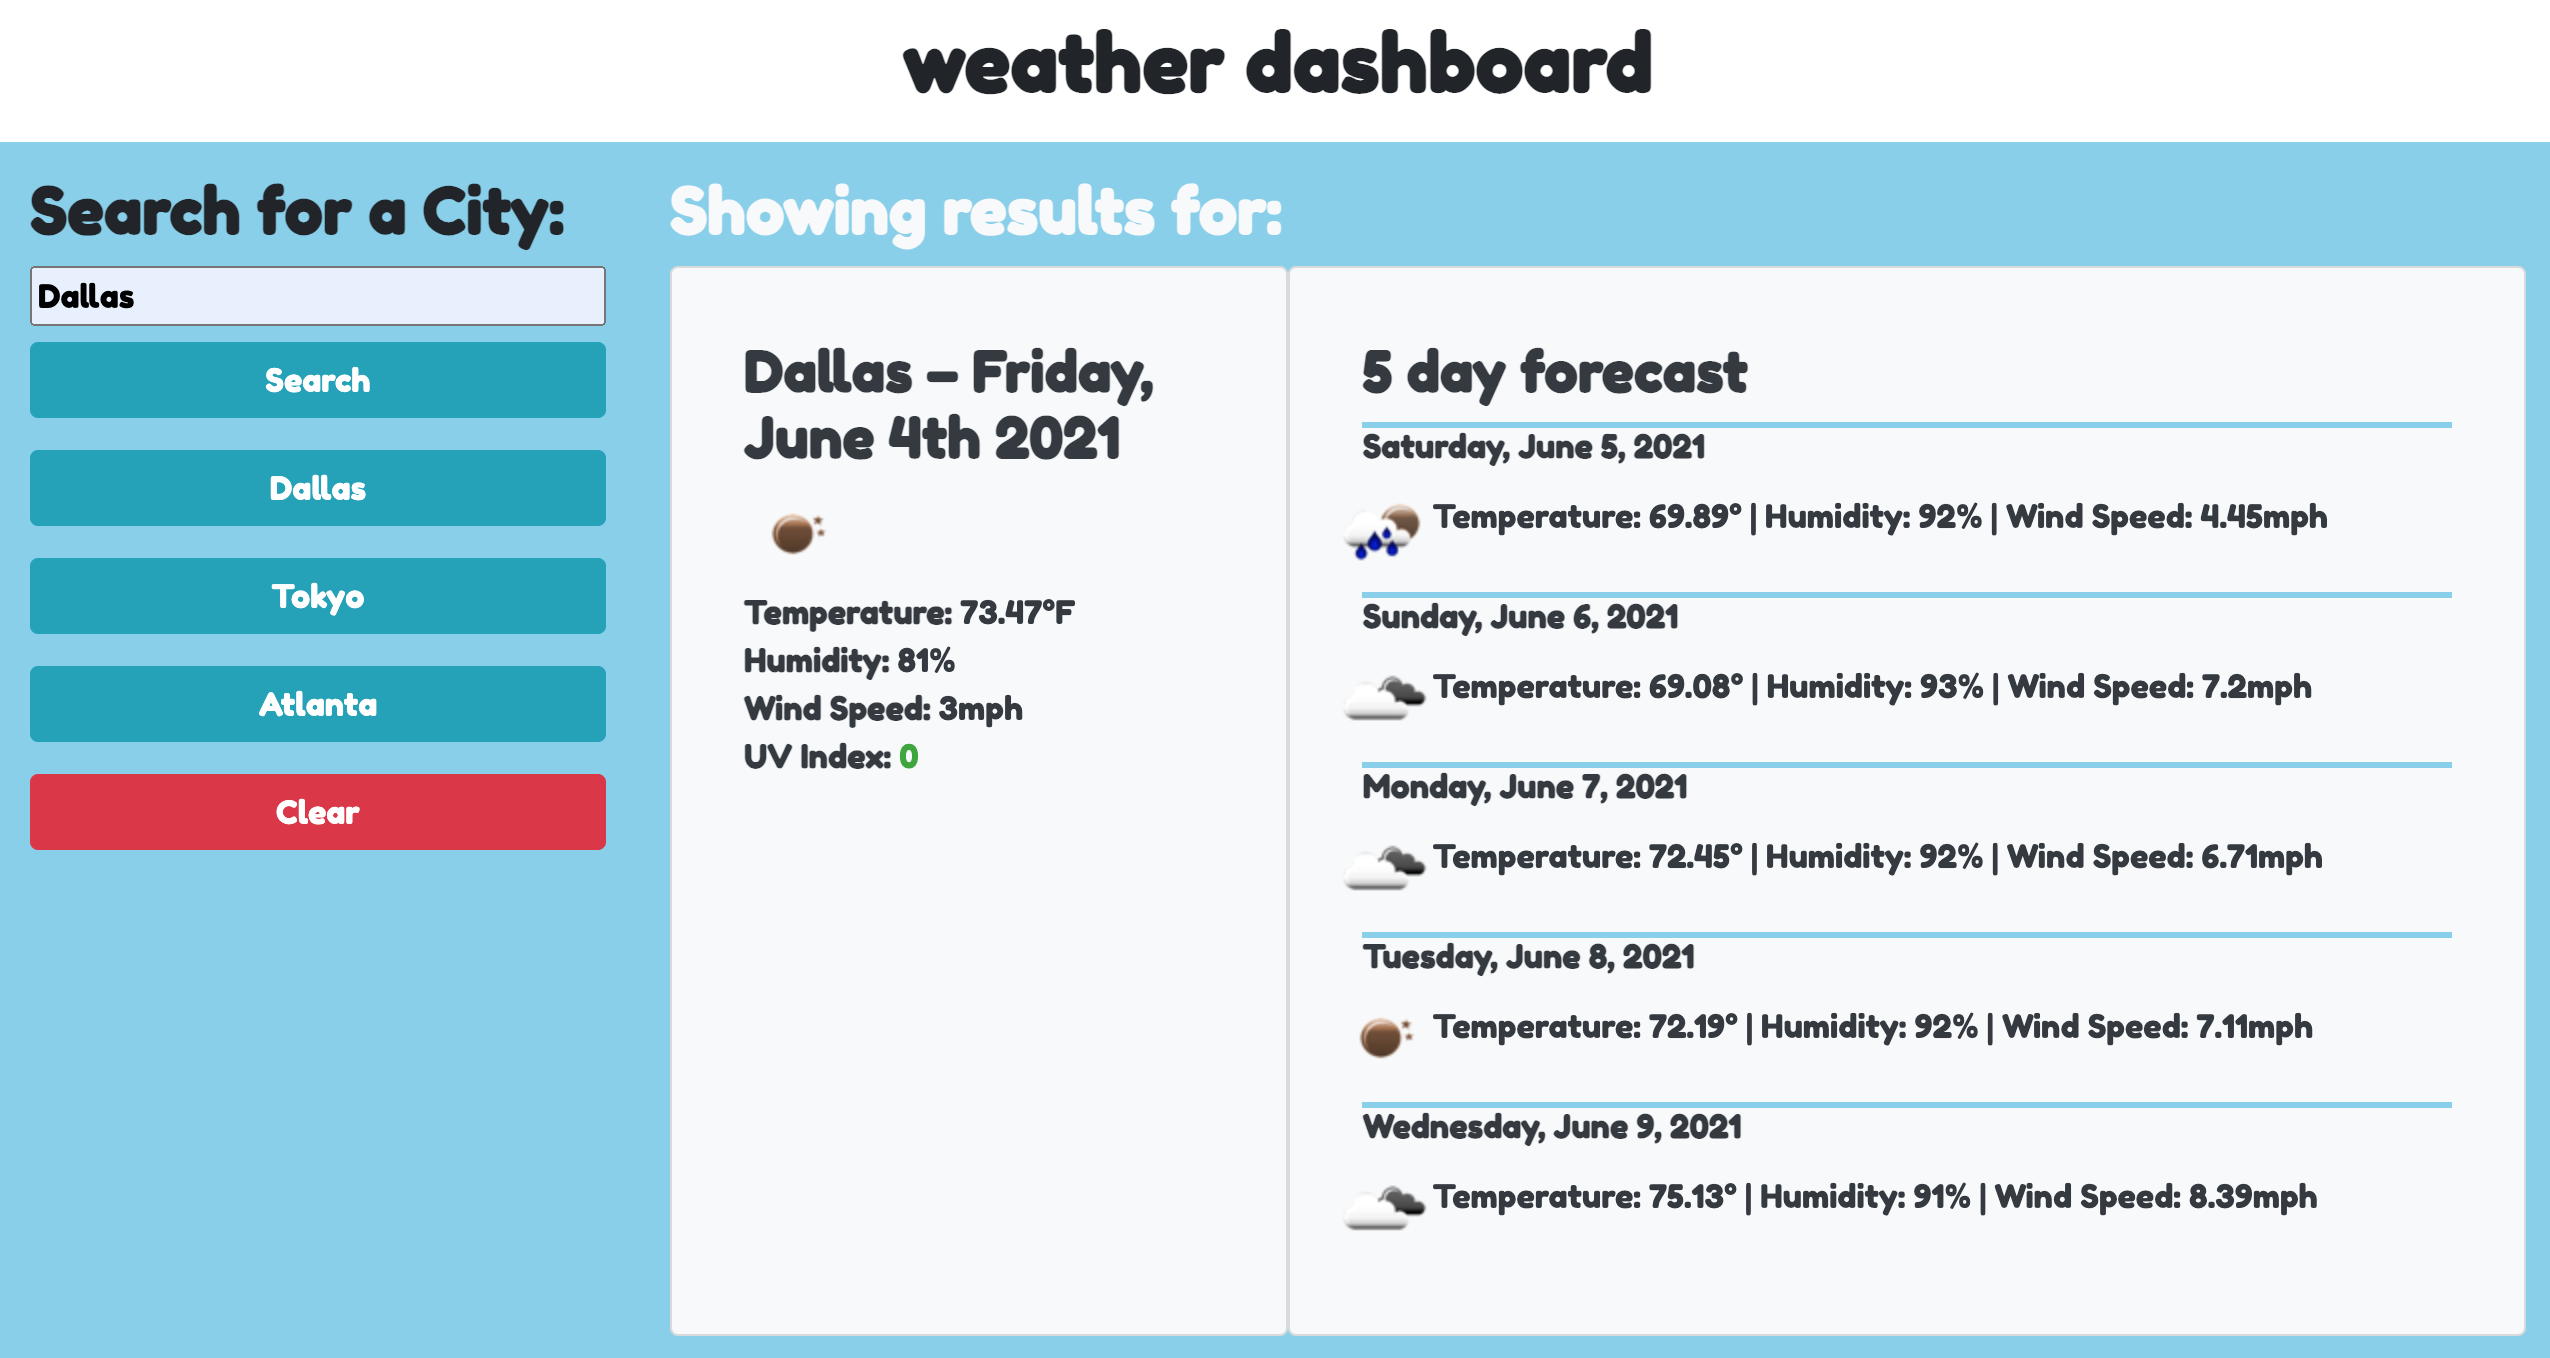 weather dashboard
Search for a City:
Dallas
Search
Dallas
Tokyo
Atlanta
Clear
Showing results for:
Dallas – Friday,
June 4th 2021
Temperature: 73.47°F
Humidity: 81%
Wind Speed: 3mph
UV Index: 0
5 day forecast
Saturday, June 5, 2021
Temperature: 69.89° | Humidity: 92% | Wind Speed: 4.45mph
Sunday, June 6, 2021
Temperature: 69.08° | Humidity: 93% | Wind Speed: 7.2mph
Monday, June 7, 2021
Temperature: 72.45° | Humidity: 92% | Wind Speed: 6.71mph
Tuesday, June 8, 2021
Temperature: 72.19° | Humidity: 92% | Wind Speed: 7.11mph
Wednesday, June 9, 2021
Temperature: 75.13° | Humidity: 91% | Wind Speed: 8.39mph